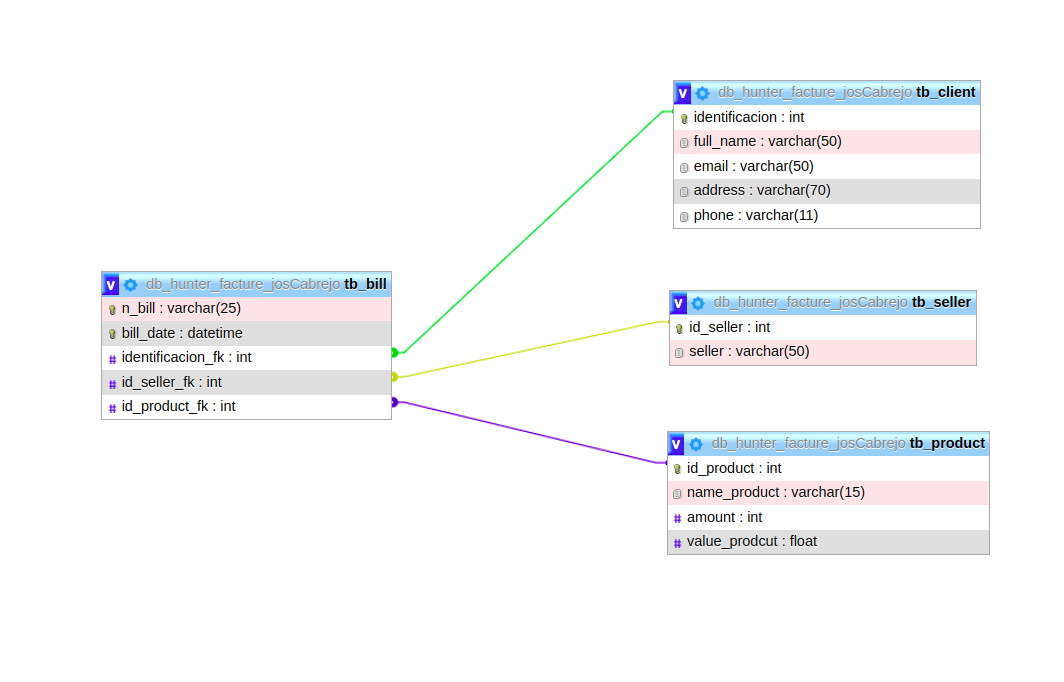 v db_hunter_facture_josCabrejo tb_client
identificacion : int
full_name : varchar(50)
email : varchar(50)
address : varchar(70)
phone : varchar(11)
v db_hunter_facture_josCabrejo tb_bill
n_bill : varchar(25)
bill_date : datetime
# identificacion_fk : int
# id_seller_fk : int
# id_product_fk : int
v db_hunter_facture_josCabrejo tb_seller
id_seller : int
seller : varchar(50)
v db_hunter_facture_josCabrejo tb_product
id_product : int
name_product : varchar(15)
# amount : int
# value_prodcut : float